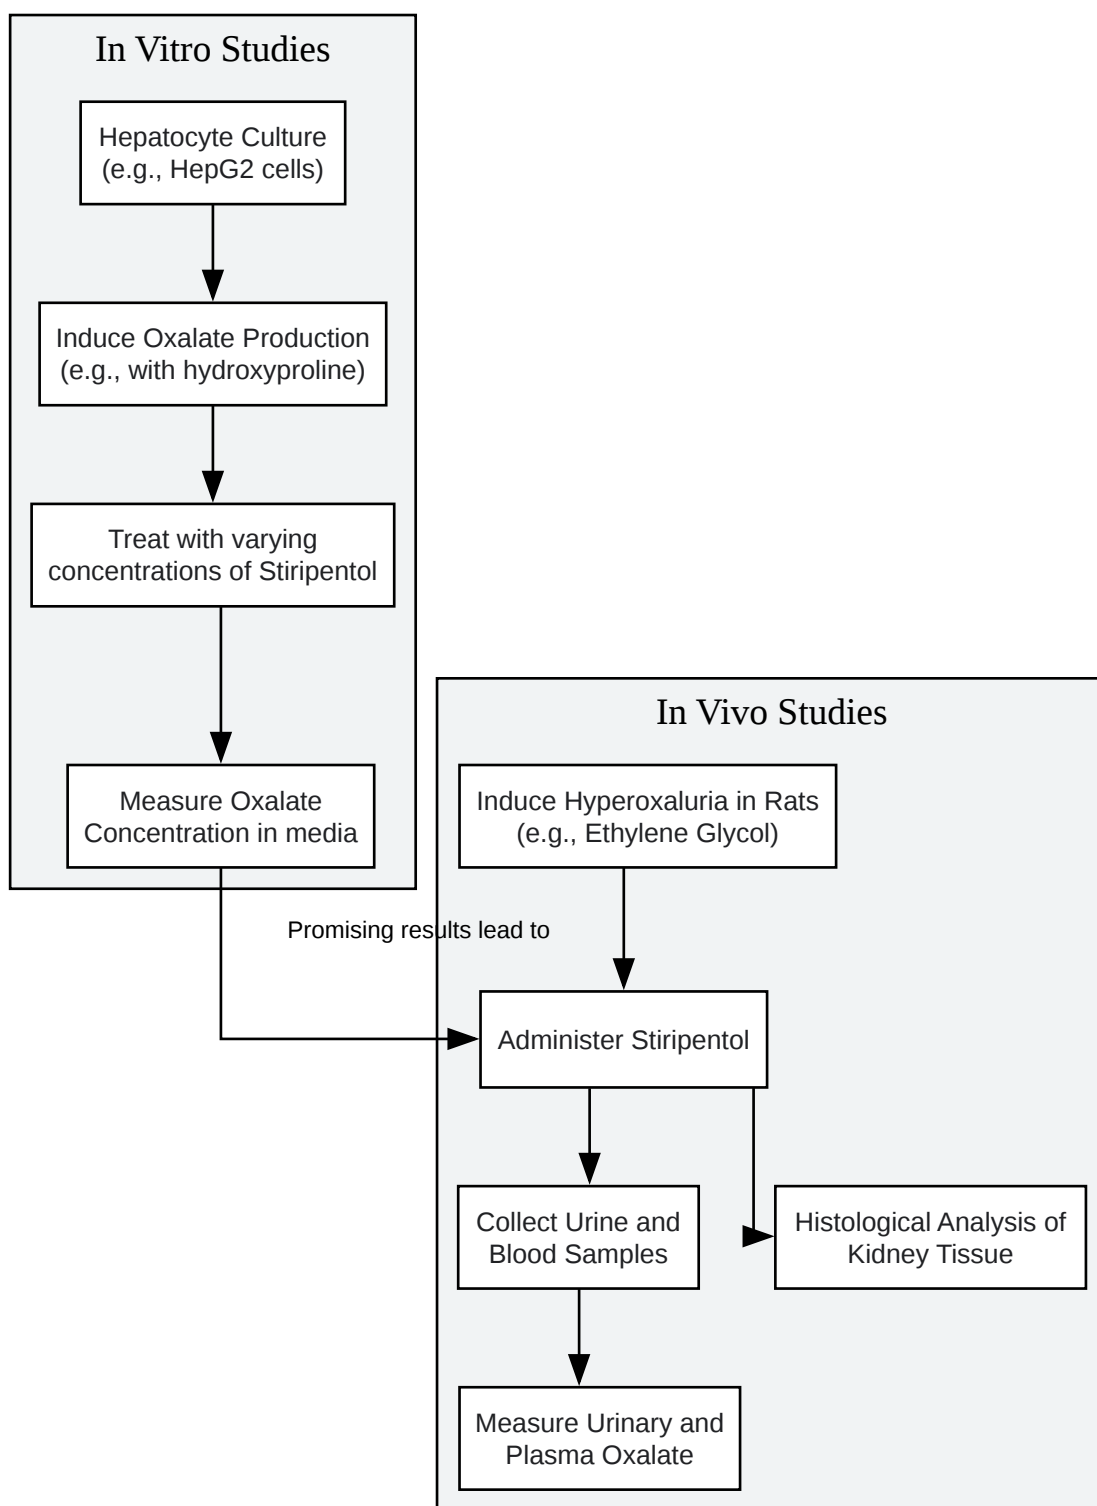 In Vitro Studies
Hepatocyte Culture
(e.g., HepG2 cells)
Induce Oxalate Production
(e.g., with hydroxyproline)
Treat with varying
concentrations of Stiripentol
Measure Oxalate
Concentration in media
Promising results lead to
In Vivo Studies
Induce Hyperoxaluria in Rats
(e.g., Ethylene Glycol)
Administer Stiripentol
Collect Urine and
Blood Samples
Histological Analysis of
Kidney Tissue
Measure Urinary and
Plasma Oxalate